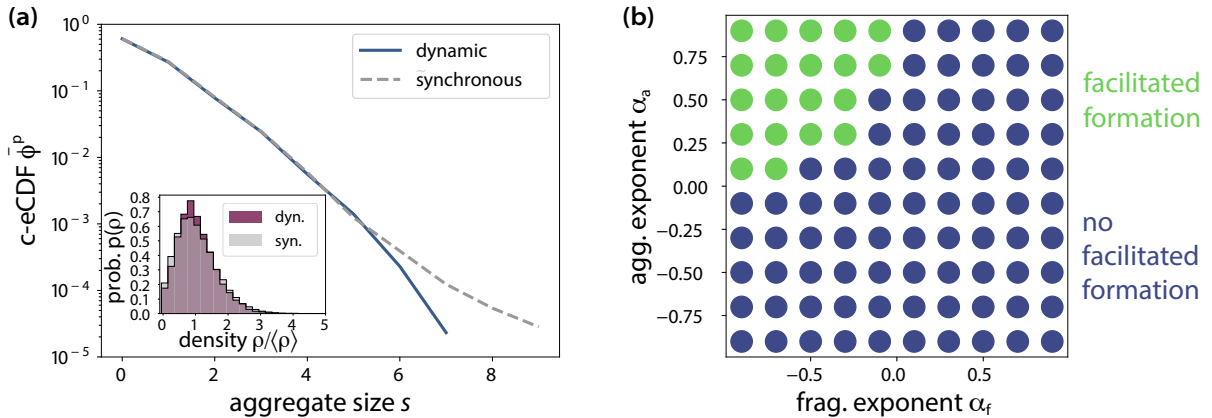 (a)
10⁰
10⁻¹
10⁻²
10⁻³
10⁻⁴
10⁻⁵
c-eCDF ϕ̄ᵖ
dynamic
s̃ynchronous
0.8
0.7
0.6
0.5
0.4
0.3
0.2
0.1
0.0
prob. p(ρ)
dyn.
syn.
0 1 2 3 4 5
density ρ/⟨ρ⟩
0 2 4 6 8
aggregate size s
(b)
0.75
0.50
0.25
0.00
−0.25
−0.50
−0.75
agg. exponent αₐ
−0.5 0.0 0.5
frag. exponent α_f
facilitated
formation
no
facilitated
formation